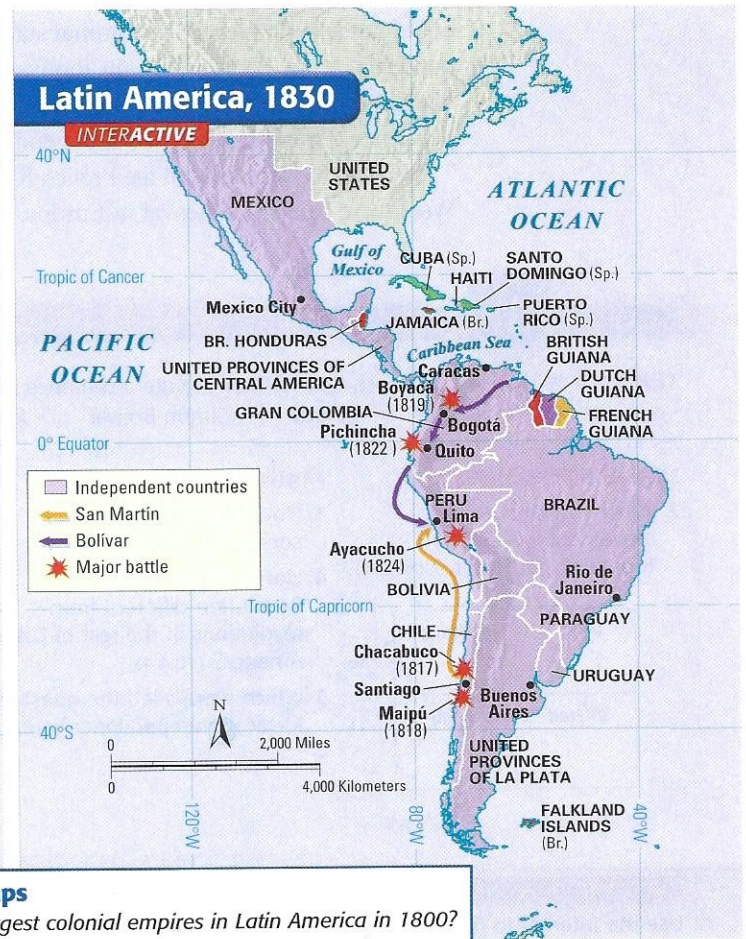 Latin America, 1830
INTERACTIVE
40°N
UNITED
STATES
MEXICO
ATLANTIC
OCEAN
Gulf of
Mexico
CUBA (Sp.)
HAITI
SANTO
DOMINGO (Sp.)
Tropic of Cancer
Mexico City
JAMAICA (Br.)
PUERTO
RICO (Sp.)
PACIFIC
OCEAN
BR. HONDURAS
Caribbean Sea
BRITISH
GUIANA
UNITED PROVINCES OF
CENTRAL AMERICA
Caracas
DUTCH
GUIANA
Boyacá
(1819)
GRAN COLOMBIA
Bogotá
FRENCH
GUIANA
Pichincha
(1822)
0° Equator
Quito
Independent countries
San Martín
Bolívar
Major battle
PERU
Lima
BRAZIL
Ayacucho
(1824)
BOLIVIA
Rio de
Janeiro
Tropic of Capricorn
PARAGUAY
CHILE
Chacabuco
(1817)
URUGUAY
Santiago
Buenos
Aires
Maipú
(1818)
40°S
N
0
2,000 Miles
0
4,000 Kilometers
UNITED
PROVINCES
OF LA PLATA
120°W
80°W
40°W
FALKLAND
ISLANDS
(Br.)
ps
gest colonial empires in Latin America in 1800?